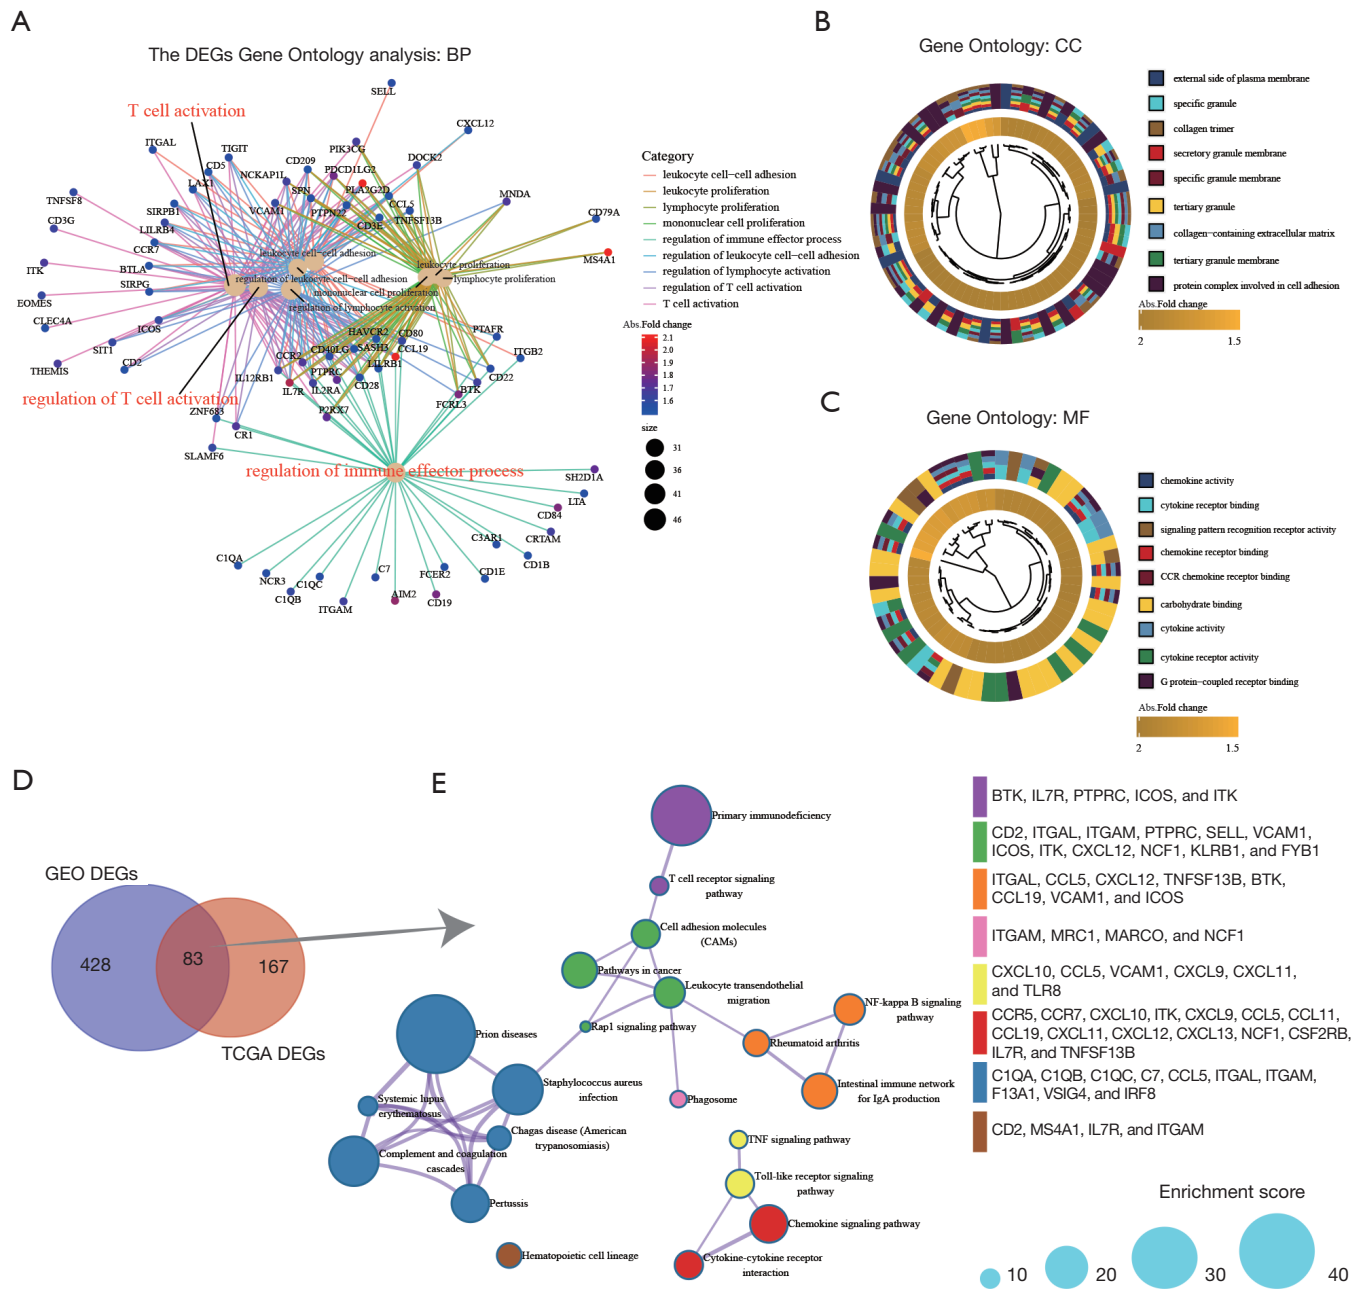 A
The DEGs Gene Ontology analysis: BP
SELL
T cell activation
CXCL12
ITGAL
TIGIT
PIK3CG
CD5
CD209
DOCK2
NCKAP1L
PDCD1LG2
LAX1
SPN
PLA2G2D
MNDA
TNFSF8
SIRPB1
VCAM1
PTPN22
CCL5
CD3G
LILRB4
CD3E
TNFSF13B
CD79A
CCR7
leukocyte cell−cell adhesion
MS4A1
ITK
BTLA
leukocyte proliferation
SIRPG
regulation of leukocyte cell−cell adhesion
lymphocyte proliferation
mononuclear cell proliferation
EOMES
regulation of lymphocyte activation
CLEC4A
ICOS
HAVCR2
CD80
PTAFR
SIT1
CCR2
CD40LG
SASH3
CCL19
ITGB2
THEMIS
CD2
PTPRC
LILRB1
IL12RB1
IL7R
IL2RA
CD28
CD22
BTK
regulation of T cell activation
FCRL3
ZNF683
P2RX7
CR1
SLAMF6
regulation of immune effector process
SH2D1A
LTA
CD84
C3AR1
CRTAM
C1QA
C7
FCER2
CD1B
NCR3
C1QC
CD1E
C1QB
AIM2
CD19
ITGAM
Category
leukocyte cell−cell adhesion
leukocyte proliferation
lymphocyte proliferation
mononuclear cell proliferation
regulation of immune effector process
regulation of leukocyte cell−cell adhesion
regulation of lymphocyte activation
regulation of T cell activation
T cell activation
Abs.Fold change
2.1
2.0
1.9
1.8
1.7
1.6
size
31
36
41
46
B
Gene Ontology: CC
external side of plasma membrane
specific granule
collagen trimer
secretory granule membrane
specific granule membrane
tertiary granule
collagen−containing extracellular matrix
tertiary granule membrane
protein complex involved in cell adhesion
Abs.Fold change
2 1.5
C
Gene Ontology: MF
chemokine activity
cytokine receptor binding
signaling pattern recognition receptor activity
chemokine receptor binding
CCR chemokine receptor binding
carbohydrate binding
cytokine activity
cytokine receptor activity
G protein−coupled receptor binding
Abs.Fold change
2 1.5
D
GEO DEGs
428
83
167
TCGA DEGs
E
Primary immunodeficiency
T cell receptor signaling
pathway
Cell adhesion molecules
(CAMs)
Pathways in cancer
Leukocyte transendothelial
migration
NF-kappa B signaling
pathway
Rap1 signaling pathway
Rheumatoid arthritis
Prion diseases
Staphylococcus aureus
infection
Intestinal immune network
for IgA production
Systemic lupus
erythematosus
Phagosome
Chagas disease (American
trypanosomiasis)
TNF signaling pathway
Complement and coagulation
cascades
Toll-like receptor signaling
pathway
Pertussis
Chemokine signaling pathway
Hematopoietic cell lineage
Cytokine-cytokine receptor
interaction
BTK, IL7R, PTPRC, ICOS, and ITK
CD2, ITGAL, ITGAM, PTPRC, SELL, VCAM1,
ICOS, ITK, CXCL12, NCF1, KLRB1, and FYB1
ITGAL, CCL5, CXCL12, TNFSF13B, BTK,
CCL19, VCAM1, and ICOS
ITGAM, MRC1, MARCO, and NCF1
CXCL10, CCL5, VCAM1, CXCL9, CXCL11,
and TLR8
CCR5, CCR7, CXCL10, ITK, CXCL9, CCL5, CCL11,
CCL19, CXCL11, CXCL12, CXCL13, NCF1, CSF2RB,
IL7R, and TNFSF13B
C1QA, C1QB, C1QC, C7, CCL5, ITGAL, ITGAM,
F13A1, VSIG4, and IRF8
CD2, MS4A1, IL7R, and ITGAM
Enrichment score
10 20 30 40